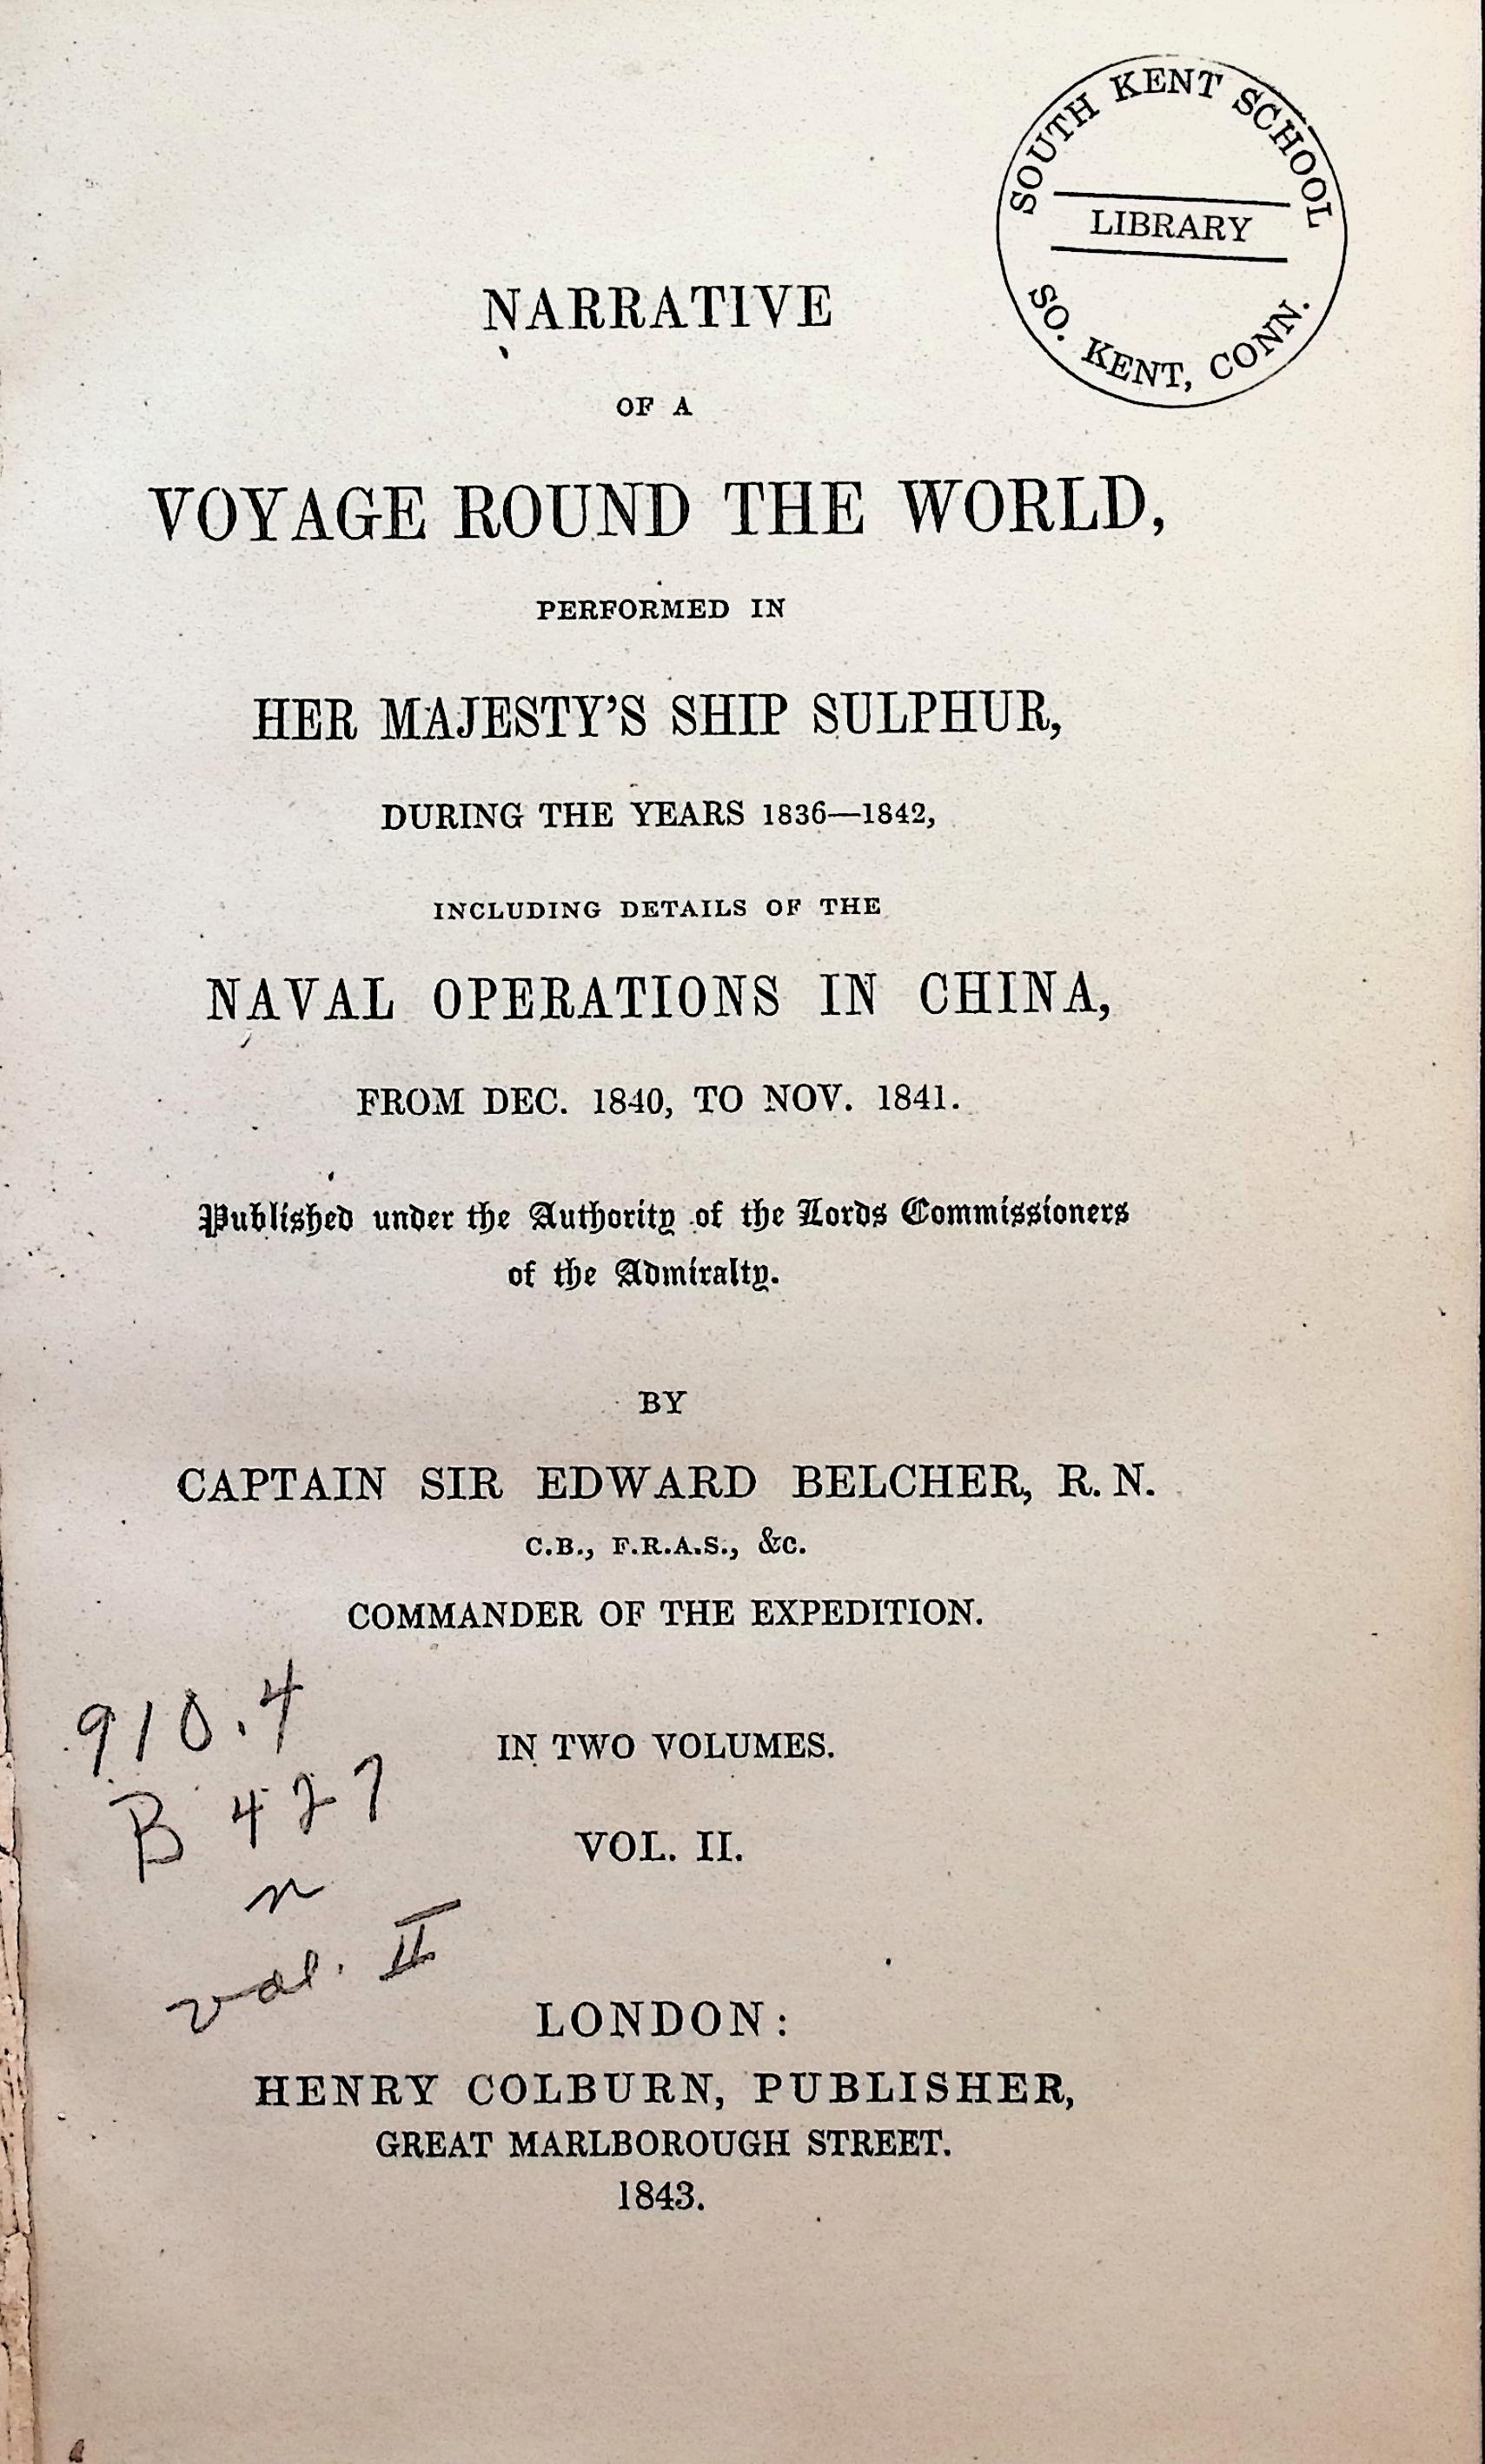 SOUTH KENT SCHOOL
LIBRARY
SO. KENT, CONN.
NARRATIVE
OF A
VOYAGE ROUND THE WORLD,
PERFORMED IN
HER MAJESTY'S SHIP SULPHUR,
DURING THE YEARS 1836—1842,
INCLUDING DETAILS OF THE
NAVAL OPERATIONS IN CHINA,
FROM DEC. 1840, TO NOV. 1841.
Published under the Authority of the Lords Commissioners
of the Admiralty.
BY
CAPTAIN SIR EDWARD BELCHER, R. N.
C.B., F.R.A.S., &c.
COMMANDER OF THE EXPEDITION.
910.4
B 427
n
vol. II
IN TWO VOLUMES.
VOL. II.
LONDON:
HENRY COLBURN, PUBLISHER,
GREAT MARLBOROUGH STREET.
1843.